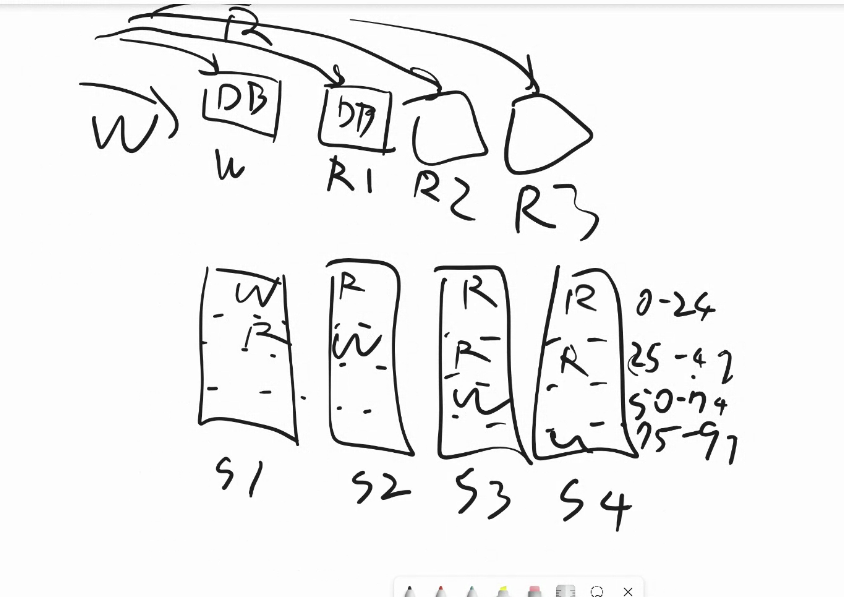 R
W DB DB
W R1 R2 R3
W R R R 0-24
R W R R 25-49
W 50-74
W 75-99
S1 S2 S3 S4